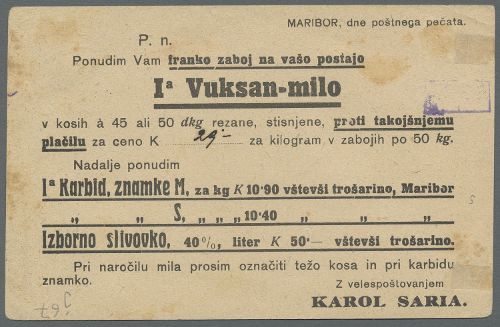 MARIBOR, dne poštnega pečata.
P. n.
Ponudim Vam franko zaboj na vašo postajo
Iª Vuksan-milo
v kosih à 45 ali 50 dkg rezane, stisnjene, proti takojšnjemu
plačilu za ceno K 29·- za kilogram v zabojih po 50 kg.
Nadalje ponudim
Iª Karbid, znamke M, za kg K 10·90 vštevši trošarino, Maribor
„ „ S, „ „ „ 10·40 „ „ „
Izborno slivovko, 40%, liter K 50·— vštevši trošarino.
Pri naročilu mila prosim označiti težo kosa in pri karbidu
znamko.
Z velespoštovanjem
KAROL SARIA.